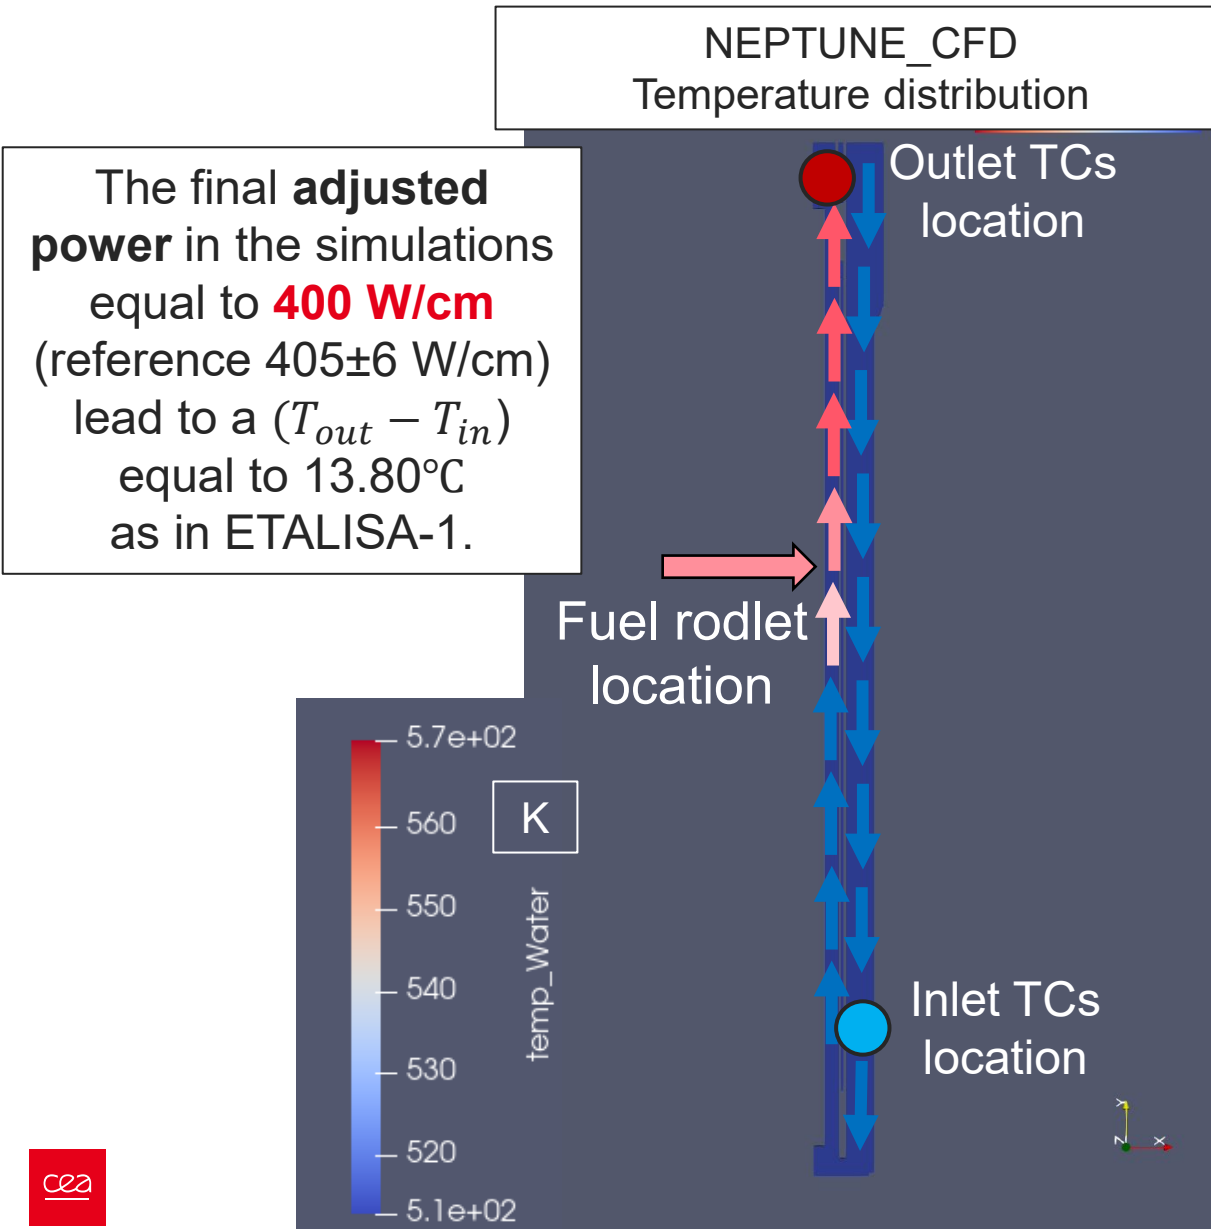 NEPTUNE_CFD
Temperature distribution
The final adjusted
power in the simulations
equal to 400 W/cm
(reference 405±6 W/cm)
lead to a (T_out − T_in)
equal to 13.80°C
as in ETALISA-1.
Outlet TCs
location
Fuel rodlet
location
5.7e+02
560
550
540
530
520
5.1e+02
K
temp_Water
Inlet TCs
location
Y
Z
X
cea